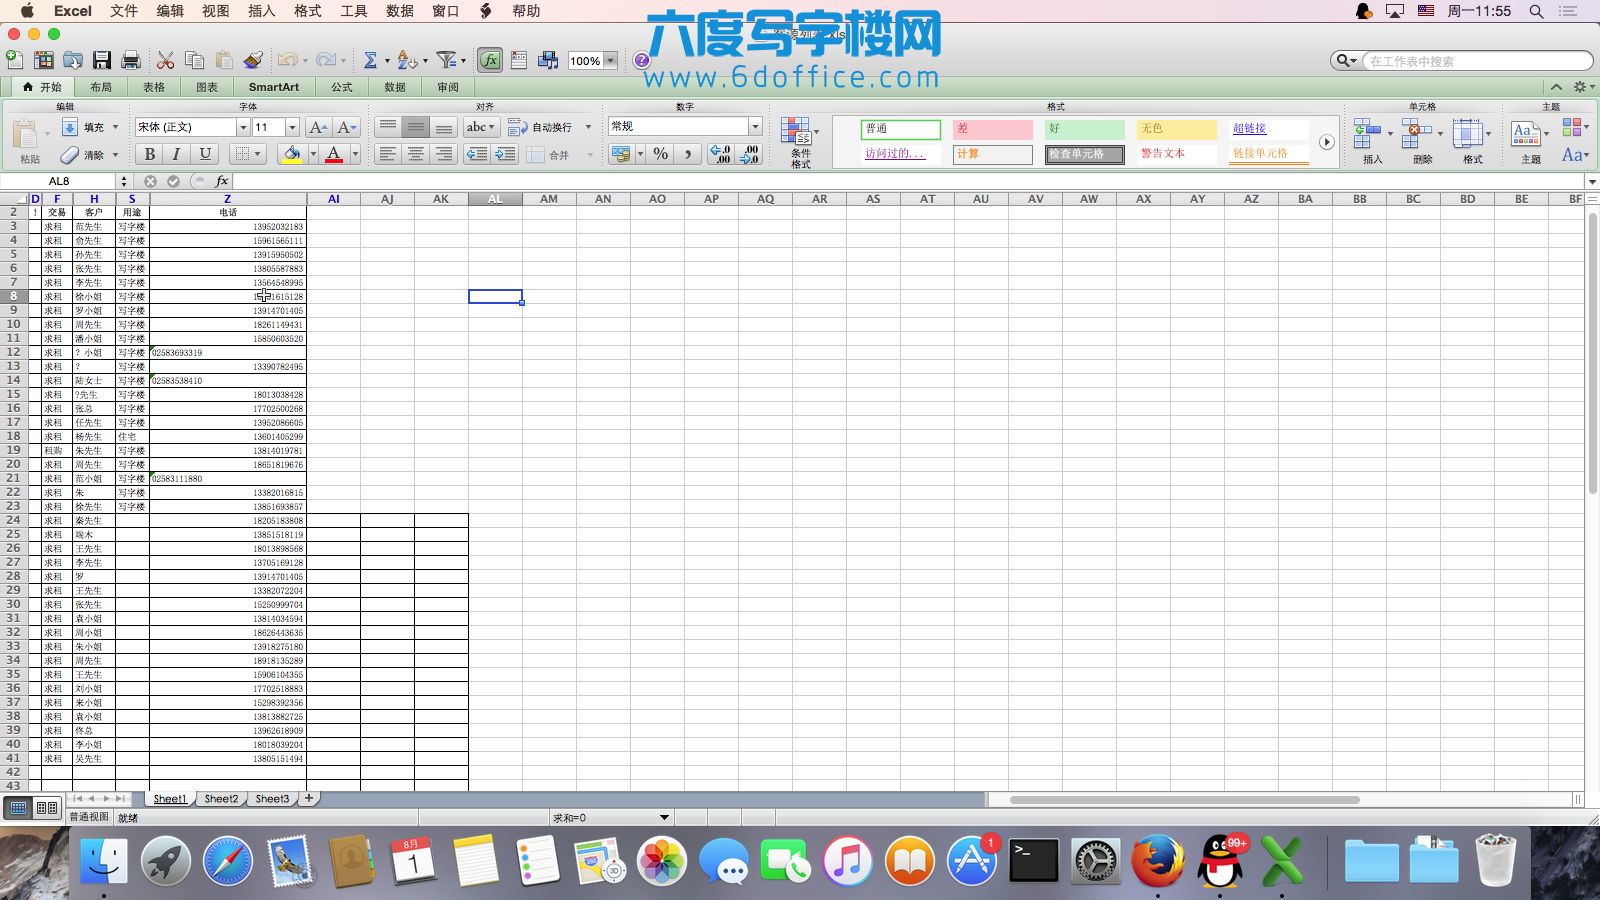 Excel 文件 编辑 视图 插入 格式 工具 数据 窗口 帮助 周一11:55
六度写字楼网
www.6doffice.com
100% 在工作表中搜索
开始 布局 表格 图表 SmartArt 公式 数据 审阅
编辑 字体 对齐 数字 格式 单元格 主题
粘贴 填充 清除
宋体 (正文) 11 A A
B I U A
abc 自动换行 合并
常规
% .0 .00
条件格式
普通 差 好 无色 超链接
访问过的... 计算 检查单元格 警告文本 链接单元格
插入 删除 格式 主题 Aa
AL8 fx
D F H S Z AI AJ AK AL AM AN AO AP AQ AR AS AT AU AV AW AX AY AZ BA BB BC BD BE BF
2 ! 交易 客户 用途 电话
3 求租 范先生 写字楼 13952032183
4 求租 俞先生 写字楼 15961565111
5 求租 孙先生 写字楼 13915950502
6 求租 张先生 写字楼 13805587883
7 求租 李先生 写字楼 13564548995
8 求租 徐小姐 写字楼 1615128
9 求租 罗小姐 写字楼 13914701405
10 求租 周先生 写字楼 18261149431
11 求租 潘小姐 写字楼 15850603520
12 求租 ？小姐 写字楼 02583693319
13 求租 ？ 写字楼 13390782495
14 求租 陆女士 写字楼 02583538410
15 求租 ?先生 写字楼 18013038428
16 求租 张总 写字楼 17702500268
17 求租 任先生 写字楼 13952086605
18 求租 杨先生 住宅 13601405299
19 租购 朱先生 写字楼 13814019781
20 求租 周先生 写字楼 18651819676
21 求租 范小姐 写字楼 02583111880
22 求租 朱 写字楼 13382016815
23 求租 徐先生 写字楼 13851693857
24 求租 秦先生 18205183808
25 求租 端木 13851518119
26 求租 王先生 18013898568
27 求租 李先生 13705169128
28 求租 罗 13914701405
29 求租 王先生 13382072204
30 求租 张先生 15250999704
31 求租 袁小姐 13814034594
32 求租 周小姐 18626443635
33 求租 朱小姐 13918275180
34 求租 周先生 18918135289
35 求租 王先生 15906104355
36 求租 刘小姐 17702518883
37 求租 米小姐 15298392356
38 求租 袁小姐 13813882725
39 求租 佟总 13962618909
40 求租 李小姐 18018039204
41 求租 吴先生 13805151494
42
43
Sheet1 Sheet2 Sheet3 +
普通视图 就绪 求和=0
8月 1 280 3D 1 >_ 99+